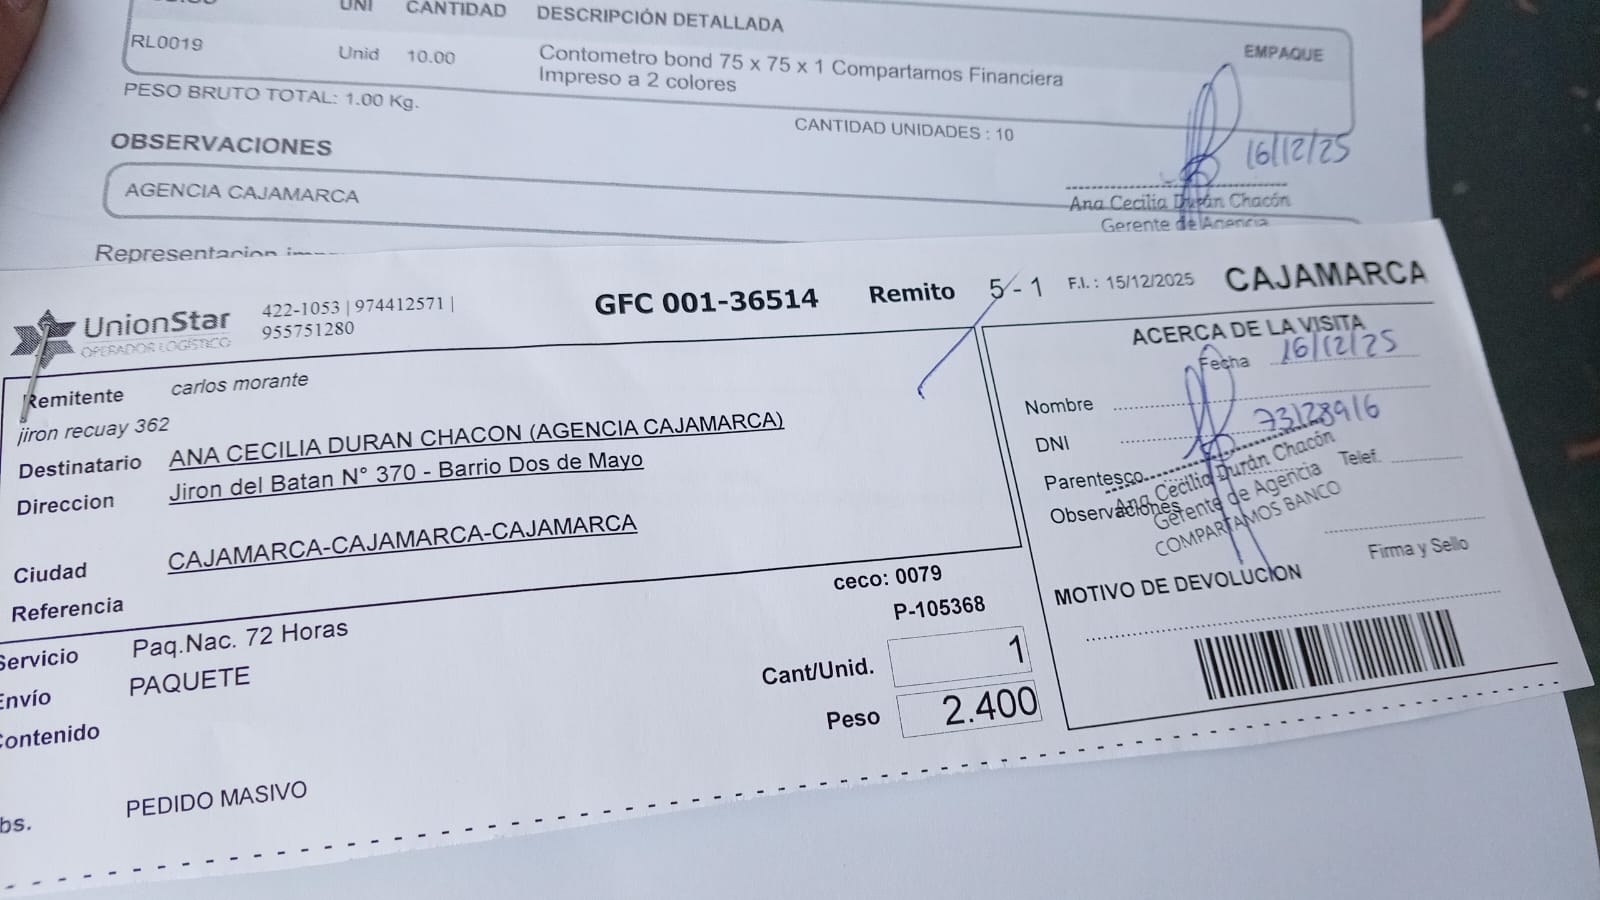 UNI CANTIDAD DESCRIPCIÓN DETALLADA
EMPAQUE
RL0019 Unid 10.00 Contometro bond 75 x 75 x 1 Compartamos Financiera
Impreso a 2 colores
PESO BRUTO TOTAL: 1.00 Kg.
CANTIDAD UNIDADES : 10
16/12/25
OBSERVACIONES
AGENCIA CAJAMARCA
Ana Cecilia Durán Chacón
Gerente de Agencia
Representacion
UnionStar
OPERADOR LOGÍSTICO
422-1053 | 974412571 |
955751280
GFC 001-36514 Remito 5 - 1 F.I. : 15/12/2025 CAJAMARCA
Remitente carlos morante
jiron recuay 362
Destinatario ANA CECILIA DURAN CHACON (AGENCIA CAJAMARCA)
Direccion Jiron del Batan N° 370 - Barrio Dos de Mayo
Ciudad CAJAMARCA-CAJAMARCA-CAJAMARCA
Referencia
ceco: 0079
P-105368
Servicio Paq.Nac. 72 Horas
Envío PAQUETE
Contenido
Cant/Unid. 1
Peso 2.400
bs. PEDIDO MASIVO
ACERCA DE LA VISITA
Fecha 16/12/25
Nombre
DNI 73128916
Parentesco
Telef.
Observaciones
Ana Cecilia Durán Chacón
Gerente de Agencia
COMPARTAMOS BANCO
Firma y Sello
MOTIVO DE DEVOLUCION